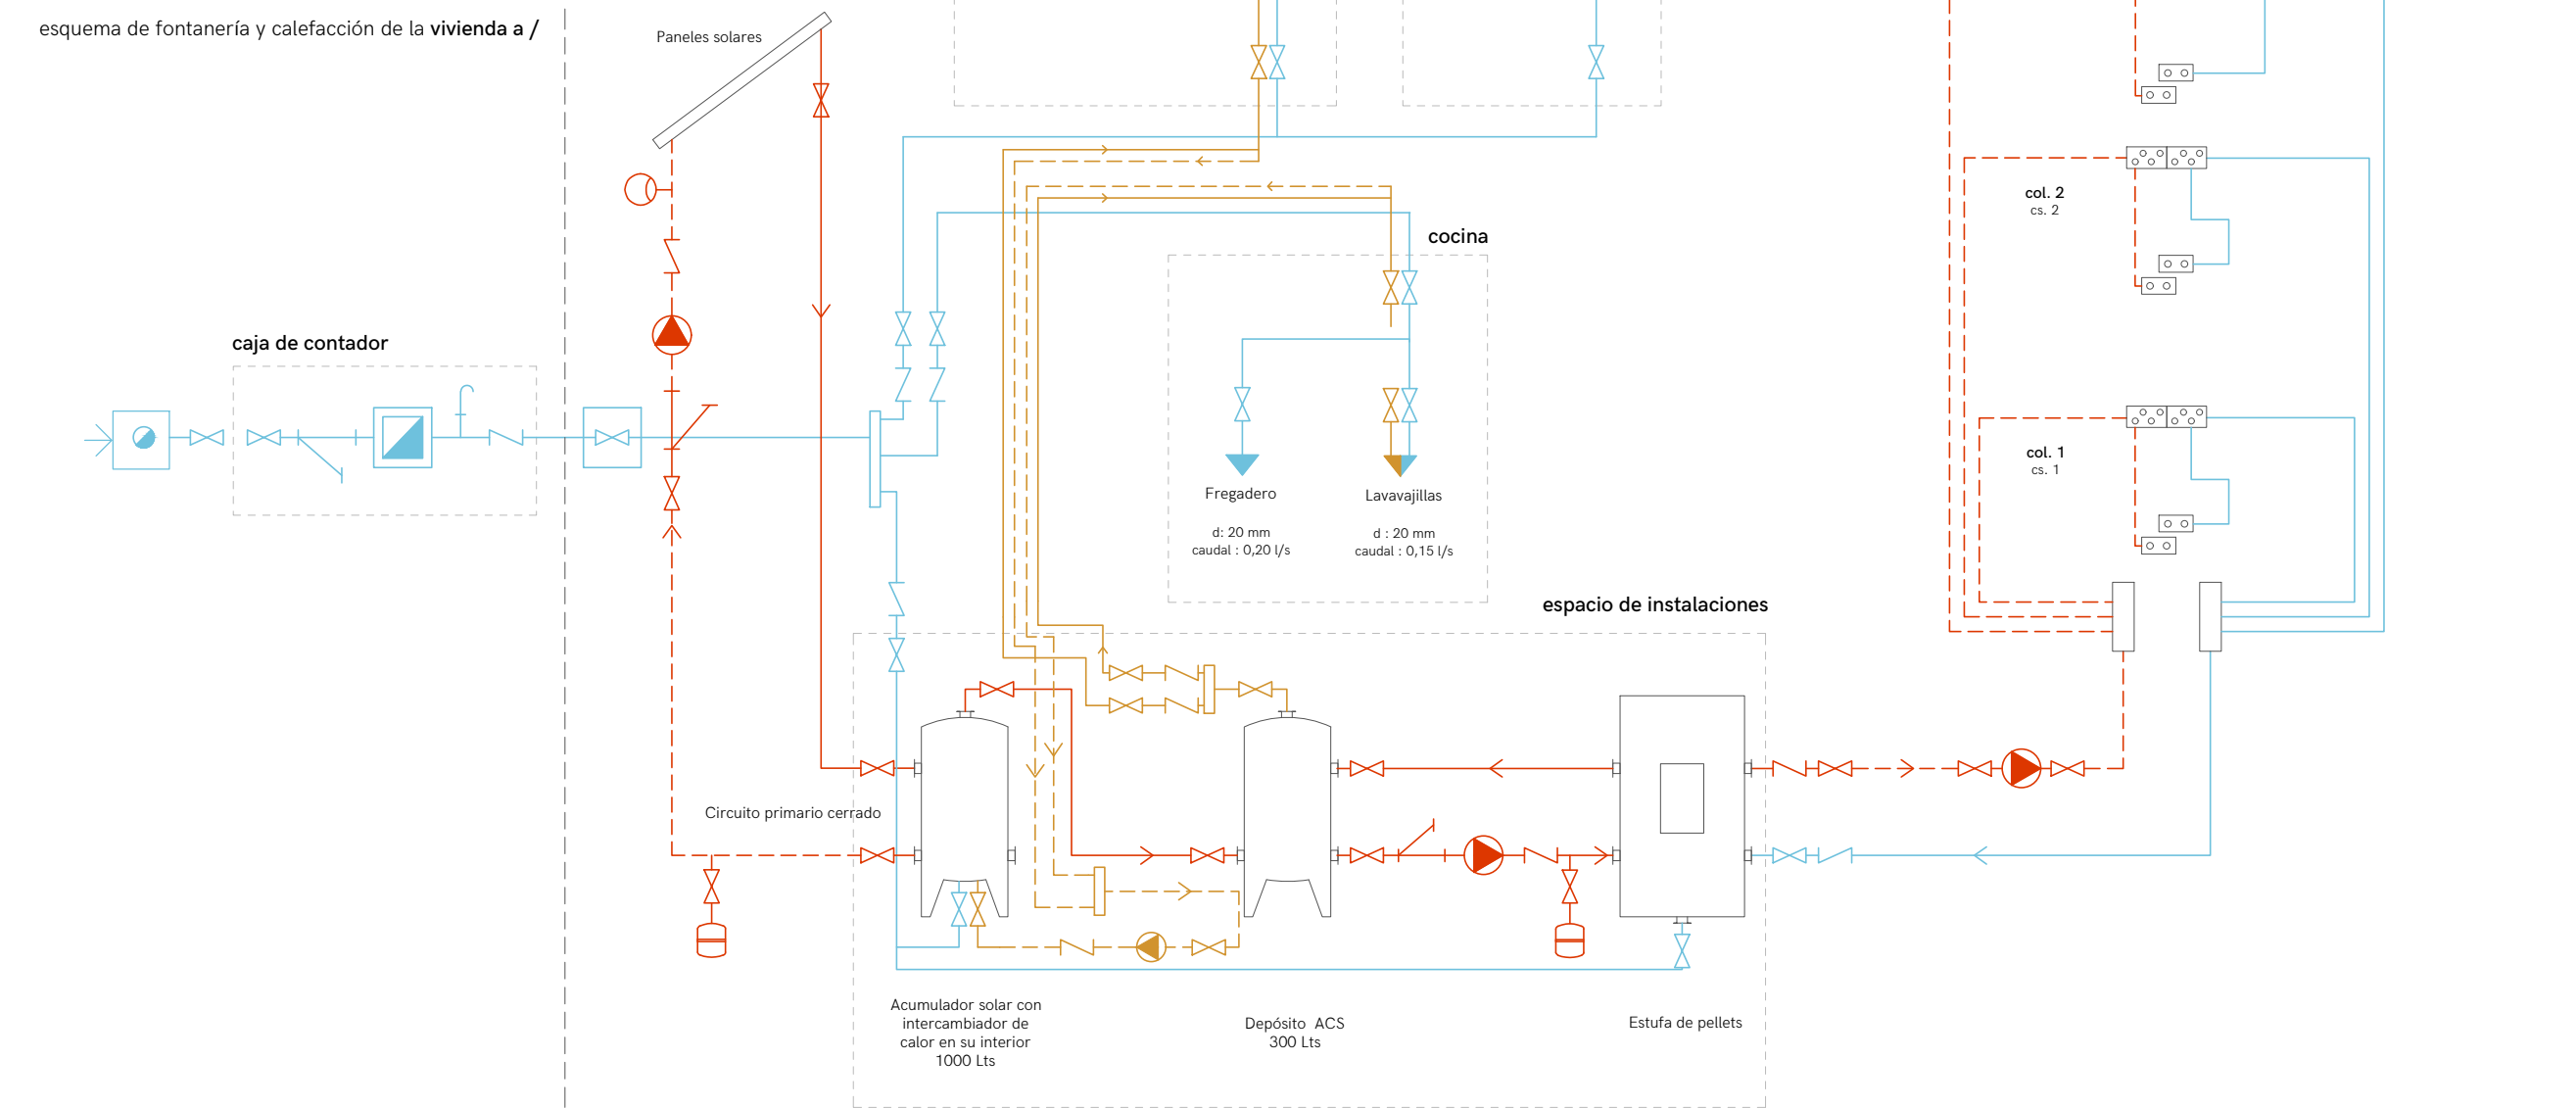 esquema de fontanería y calefacción de la vivienda a /
Paneles solares
col. 2
cs. 2
cocina
caja de contador
col. 1
cs. 1
Fregadero
d: 20 mm
caudal : 0,20 l/s
Lavavajillas
d : 20 mm
caudal : 0,15 l/s
espacio de instalaciones
Circuito primario cerrado
Acumulador solar con
intercambiador de
calor en su interior
1000 Lts
Depósito ACS
300 Lts
Estufa de pellets